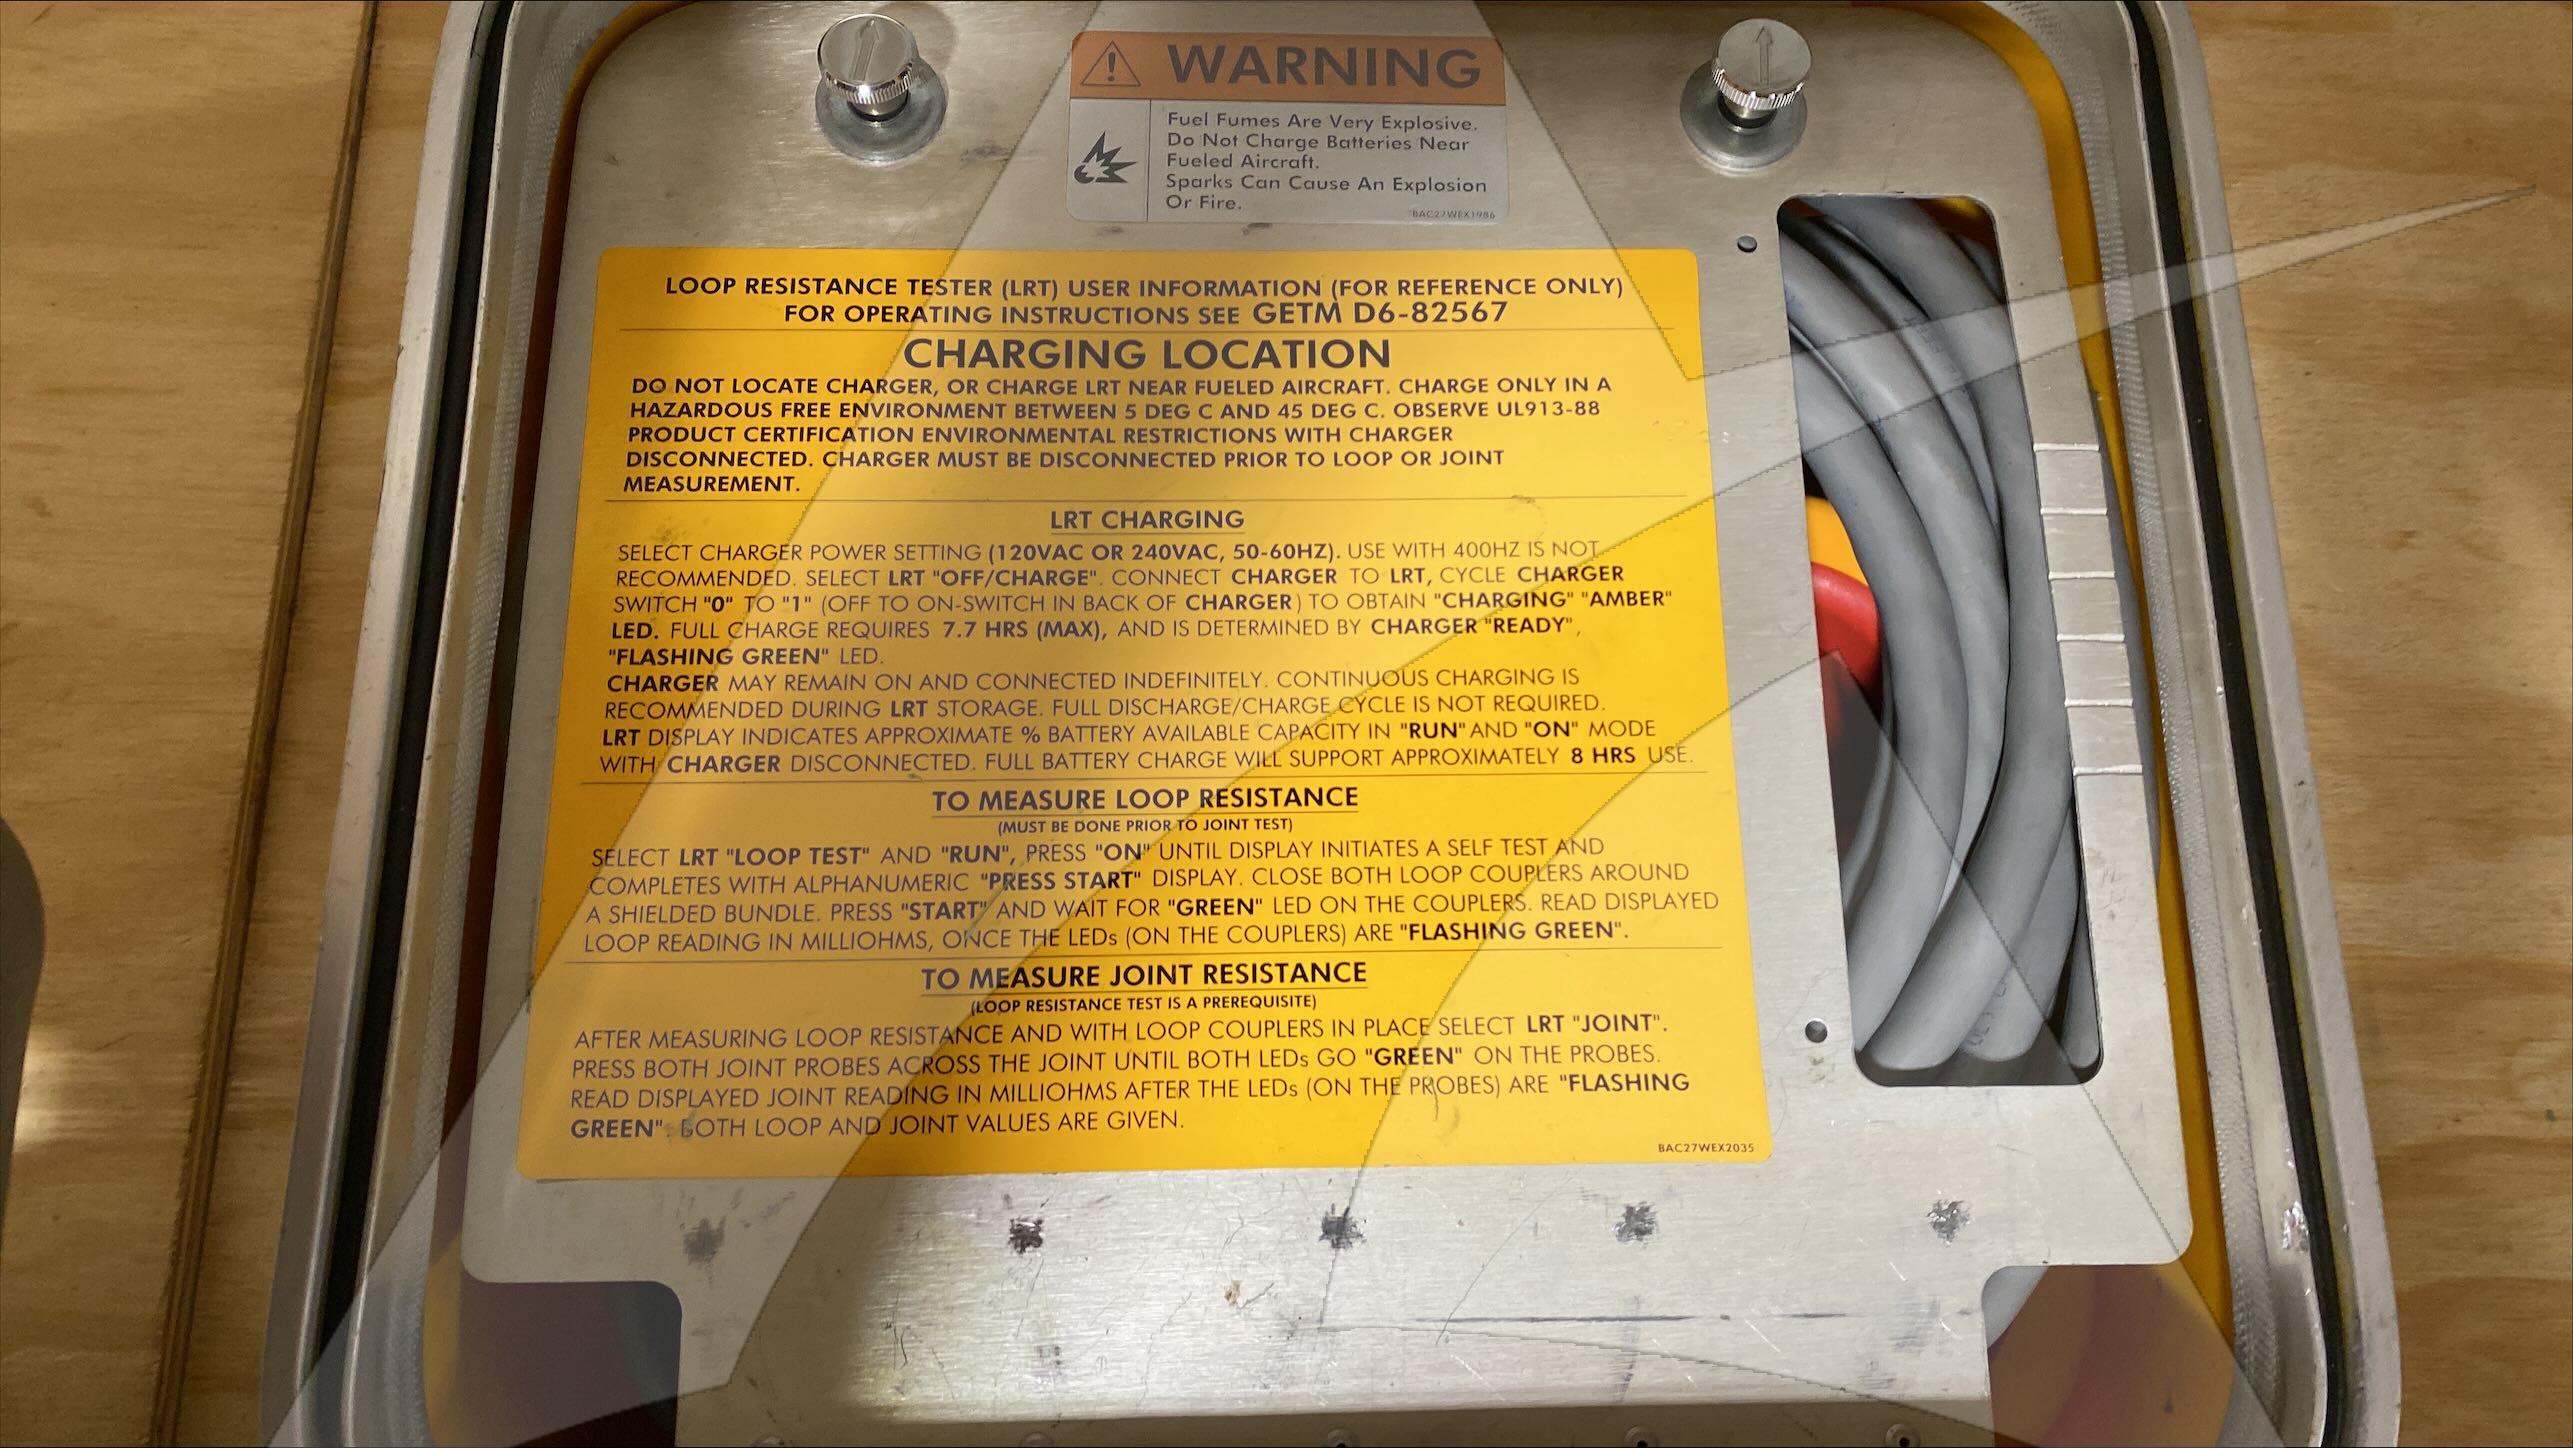 WARNING
Fuel Fumes Are Very Explosive.
Do Not Charge Batteries Near
Fueled Aircraft.
Sparks Can Cause An Explosion
Or Fire.
BAC27WEX1986
LOOP RESISTANCE TESTER (LRT) USER INFORMATION (FOR REFERENCE ONLY)
FOR OPERATING INSTRUCTIONS SEE GETM D6-82567
CHARGING LOCATION
DO NOT LOCATE CHARGER, OR CHARGE LRT NEAR FUELED AIRCRAFT. CHARGE ONLY IN A
HAZARDOUS FREE ENVIRONMENT BETWEEN 5 DEG C AND 45 DEG C. OBSERVE UL913-88
PRODUCT CERTIFICATION ENVIRONMENTAL RESTRICTIONS WITH CHARGER
DISCONNECTED. CHARGER MUST BE DISCONNECTED PRIOR TO LOOP OR JOINT
MEASUREMENT.
LRT CHARGING
SELECT CHARGER POWER SETTING (120VAC OR 240VAC, 50-60HZ). USE WITH 400HZ IS NOT
RECOMMENDED. SELECT LRT "OFF/CHARGE". CONNECT CHARGER TO LRT, CYCLE CHARGER
SWITCH "0" TO "1" (OFF TO ON-SWITCH IN BACK OF CHARGER) TO OBTAIN "CHARGING" "AMBER"
LED. FULL CHARGE REQUIRES 7.7 HRS (MAX), AND IS DETERMINED BY CHARGER "READY",
"FLASHING GREEN" LED.
CHARGER MAY REMAIN ON AND CONNECTED INDEFINITELY. CONTINUOUS CHARGING IS
RECOMMENDED DURING LRT STORAGE. FULL DISCHARGE/CHARGE CYCLE IS NOT REQUIRED.
LRT DISPLAY INDICATES APPROXIMATE % BATTERY AVAILABLE CAPACITY IN "RUN" AND "ON" MODE
WITH CHARGER DISCONNECTED. FULL BATTERY CHARGE WILL SUPPORT APPROXIMATELY 8 HRS USE.
TO MEASURE LOOP RESISTANCE
(MUST BE DONE PRIOR TO JOINT TEST)
SELECT LRT "LOOP TEST" AND "RUN", PRESS "ON" UNTIL DISPLAY INITIATES A SELF TEST AND
COMPLETES WITH ALPHANUMERIC "PRESS START" DISPLAY. CLOSE BOTH LOOP COUPLERS AROUND
A SHIELDED BUNDLE. PRESS "START" AND WAIT FOR "GREEN" LED ON THE COUPLERS. READ DISPLAYED
LOOP READING IN MILLIOHMS, ONCE THE LEDs (ON THE COUPLERS) ARE "FLASHING GREEN".
TO MEASURE JOINT RESISTANCE
(LOOP RESISTANCE TEST IS A PREREQUISITE)
AFTER MEASURING LOOP RESISTANCE AND WITH LOOP COUPLERS IN PLACE SELECT LRT "JOINT".
PRESS BOTH JOINT PROBES ACROSS THE JOINT UNTIL BOTH LEDs GO "GREEN" ON THE PROBES.
READ DISPLAYED JOINT READING IN MILLIOHMS AFTER THE LEDs (ON THE PROBES) ARE "FLASHING
GREEN". BOTH LOOP AND JOINT VALUES ARE GIVEN.
BAC27WEX2035